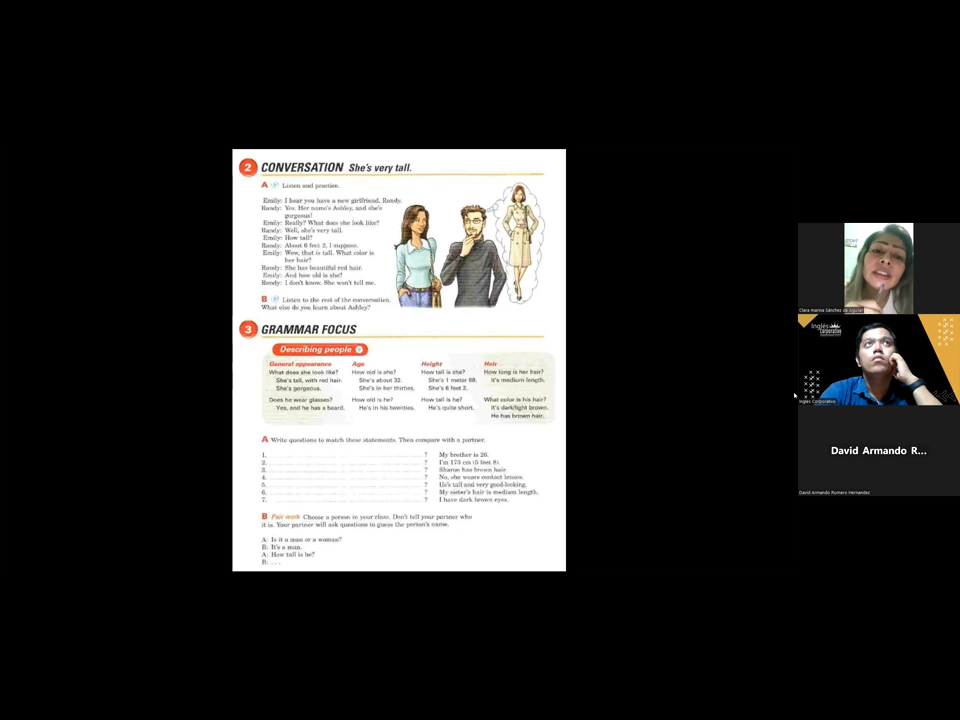 2 CONVERSATION She's very tall.
A Listen and practice.
Emily: I hear you have a new girlfriend, Randy.
Randy: Yes. Her name's Ashley, and she's
gorgeous!
Emily: Really? What does she look like?
Randy: Well, she's very tall.
Emily: How tall?
Randy: About 6 feet 2, I suppose.
Emily: Wow, that is tall. What color is
her hair?
Randy: She has beautiful red hair.
Emily: And how old is she?
Randy: I don't know. She won't tell me.
B Listen to the rest of the conversation.
What else do you learn about Ashley?
3 GRAMMAR FOCUS
Describing people
General appearance
What does she look like?
She's tall, with red hair.
She's gorgeous.
Does he wear glasses?
Yes, and he has a beard.
Age
How old is she?
She's about 32.
She's in her thirties.
How old is he?
He's in his twenties.
Height
How tall is she?
She's 1 meter 88.
She's 6 feet 2.
How tall is he?
He's quite short.
Hair
How long is her hair?
It's medium length.
What color is his hair?
It's dark/light brown.
He has brown hair.
A Write questions to match these statements. Then compare with a partner.
1. ? My brother is 26.
2. ? I'm 173 cm (5 feet 8).
3. ? Sharon has brown hair.
4. ? No, she wears contact lenses.
5. ? He's tall and very good-looking.
6. ? My sister's hair is medium length.
7. ? I have dark brown eyes.
B Pair work Choose a person in your class. Don't tell your partner who
it is. Your partner will ask questions to guess the person's name.
A: Is it a man or a woman?
B: It's a man.
A: How tall is he?
B: . . .
Clara marina Sánchez de Aguilar
Inglés
Corporativo
Inglés Corporativo
David Armando R...
David Armando Romero Hernandez